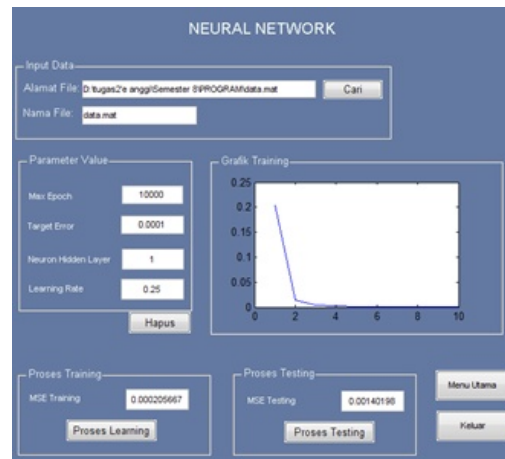 NEURAL NETWORK
Input Data
Alamat File: D:\tugas2'e anggi\Semester 8\PROGRAM\data.mat Cari
Nama File: data.mat
Parameter Value
Max Epoch 10000
Target Error 0.0001
Neuron Hidden Layer 1
Learning Rate 0.25
Hapus
Grafik Training
0.25
0.2
0.15
0.1
0.05
0
0 2 4 6 8 10
Proses Training
MSE Training 0.000205667
Proses Learning
Proses Testing
MSE Testing 0.00140198
Proses Testing
Menu Utama
Keluar